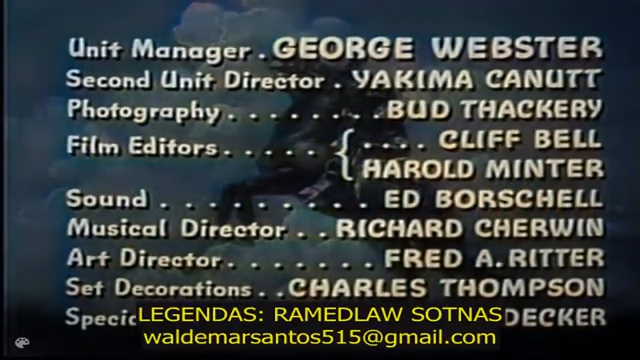 Unit Manager . GEORGE WEBSTER
Second Unit Director . YAKIMA CANUTT
Photography . . . . . . . . BUD THACKERY
Film Editors . . . . . { . . . . CLIFF BELL
HAROLD MINTER
Sound . . . . . . . . . . ED BORSCHELL
Musical Director . . RICHARD CHERWIN
Art Director . . . . . . . FRED A. RITTER
Set Decorations . . CHARLES THOMPSON
DECKER
LEGENDAS: RAMEDLAW SOTNAS
waldemarsantos515@gmail.com